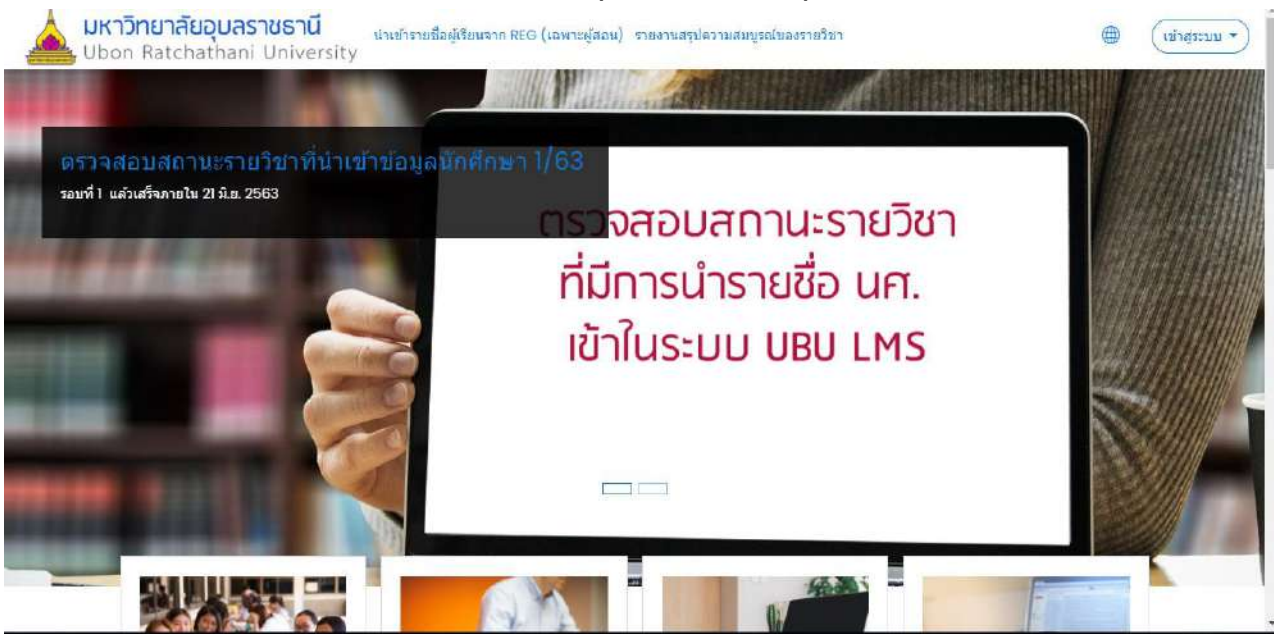 มหาวิทยาลัยอุบลราชธานี
Ubon Ratchathani University
นำเข้ารายชื่อผู้เรียนจาก REG (เฉพาะผู้สอน) รายงานสรุปความสมบูรณ์ของรายวิชา
เข้าสู่ระบบ
ตรวจสอบสถานะรายวิชาที่นำเข้าข้อมูลนักศึกษา 1/63
รอบที่ 1 แล้วเสร็จภายใน 21 มิ.ย. 2563
ตรวจสอบสถานะรายวิชา
ที่มีการนำรายชื่อ นศ.
เข้าในระบบ UBU LMS